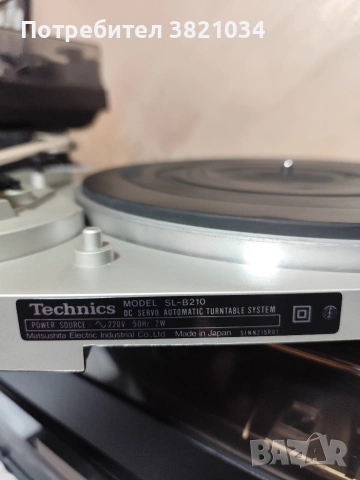 Потребител 3821034
Technics MODEL SL-B210
DC SERVO AUTOMATIC TURNTABLE SYSTEM
POWER SOURCE ∿220V 50Hz 2W
Matsushita Electric Industrial Co.,Ltd. Made in Japan SFNNZ15R01
BAZAR